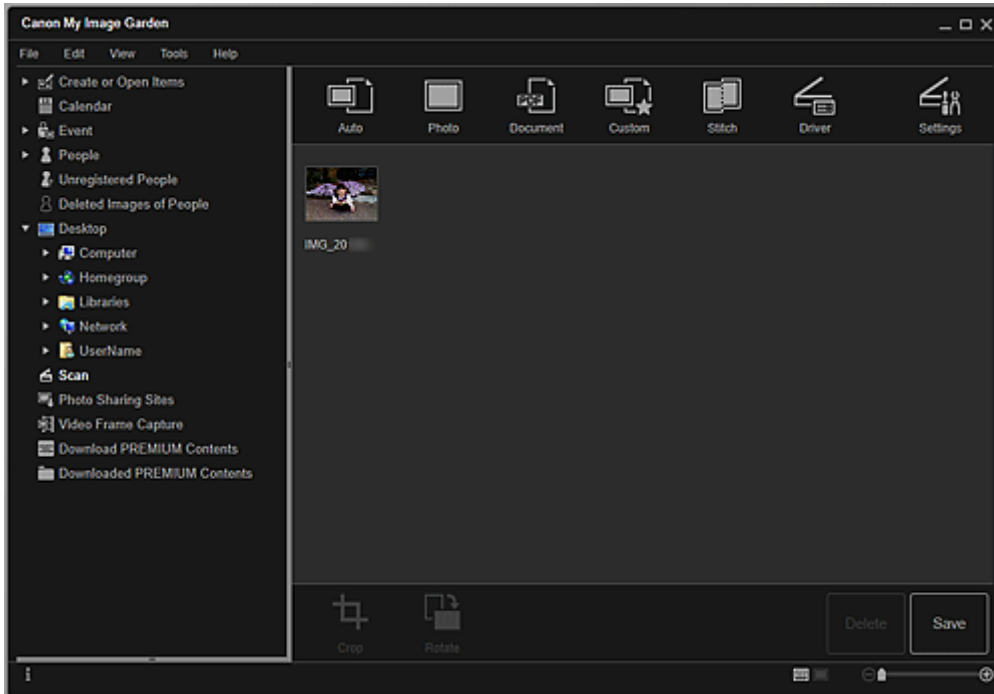 Canon My Image Garden
File Edit View Tools Help
Create or Open Items
Calendar
Event
People
Unregistered People
Deleted Images of People
Desktop
Computer
Homegroup
Libraries
Network
UserName
Scan
Photo Sharing Sites
Video Frame Capture
Download PREMIUM Contents
Downloaded PREMIUM Contents
Auto Photo Document Custom Stitch Driver Settings
PDF
IMG_20
Crop Rotate Delete Save